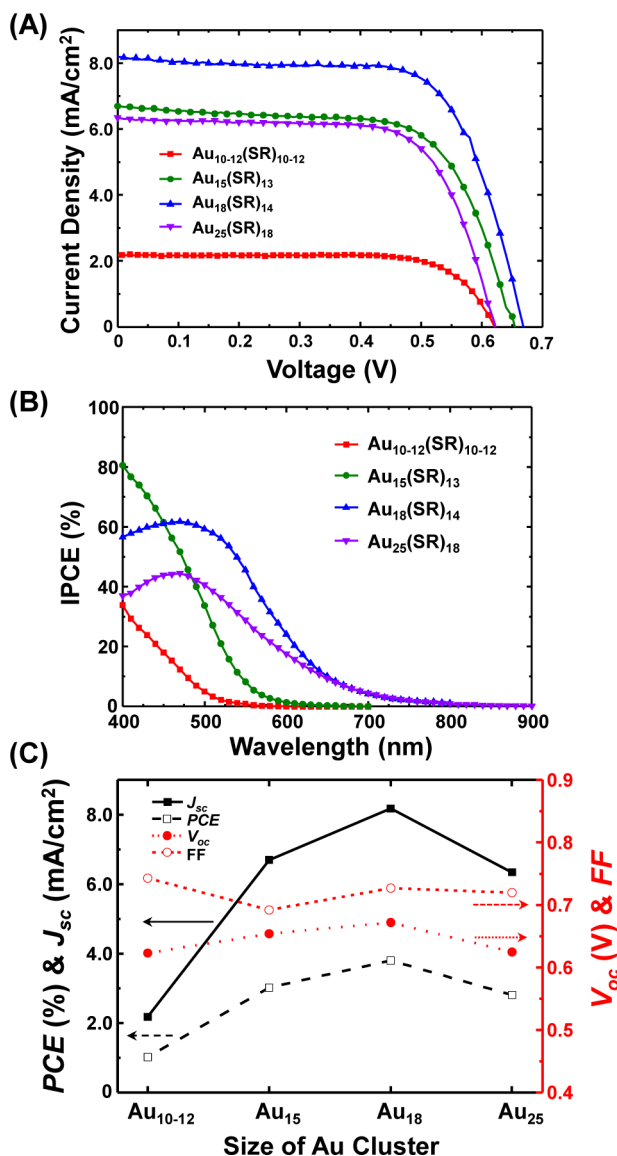 (A)
8.0
6.0
4.0
2.0
0
Current Density (mA/cm²)
Au₁₀₋₁₂(SR)₁₀₋₁₂
Au₁₅(SR)₁₃
Au₁₈(SR)₁₄
Au₂₅(SR)₁₈
0 0.1 0.2 0.3 0.4 0.5 0.6 0.7
Voltage (V)
(B)
100
80
60
40
20
0
IPCE (%)
Au₁₀₋₁₂(SR)₁₀₋₁₂
Au₁₅(SR)₁₃
Au₁₈(SR)₁₄
Au₂₅(SR)₁₈
400 500 600 700 800 900
Wavelength (nm)
(C)
8.0
6.0
4.0
2.0
0
PCE (%) & Jsc (mA/cm²)
Jsc
PCE
Voc
FF
0.9
0.8
0.7
0.6
0.5
0.4
Voc (V) & FF
Au₁₀₋₁₂ Au₁₅ Au₁₈ Au₂₅
Size of Au Cluster